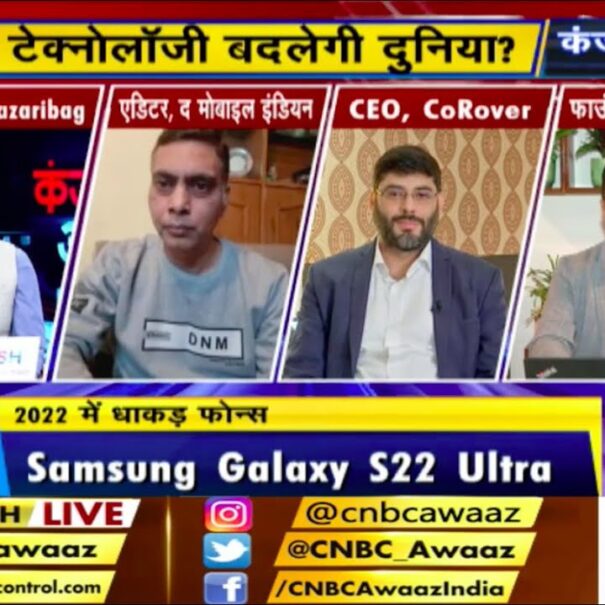 टेक्नोलॉजी बदलेगी दुनिया?
azaribag
एडिटर, द मोबाइल इंडियन
CEO, CoRover
DNM
SH
2022 में धाकड़ फोन्स
Samsung Galaxy S22 Ultra
H LIVE
@cnbcawaaz
awaaz
@CNBC_Awaaz
control.com
/CNBCAwaazIndia